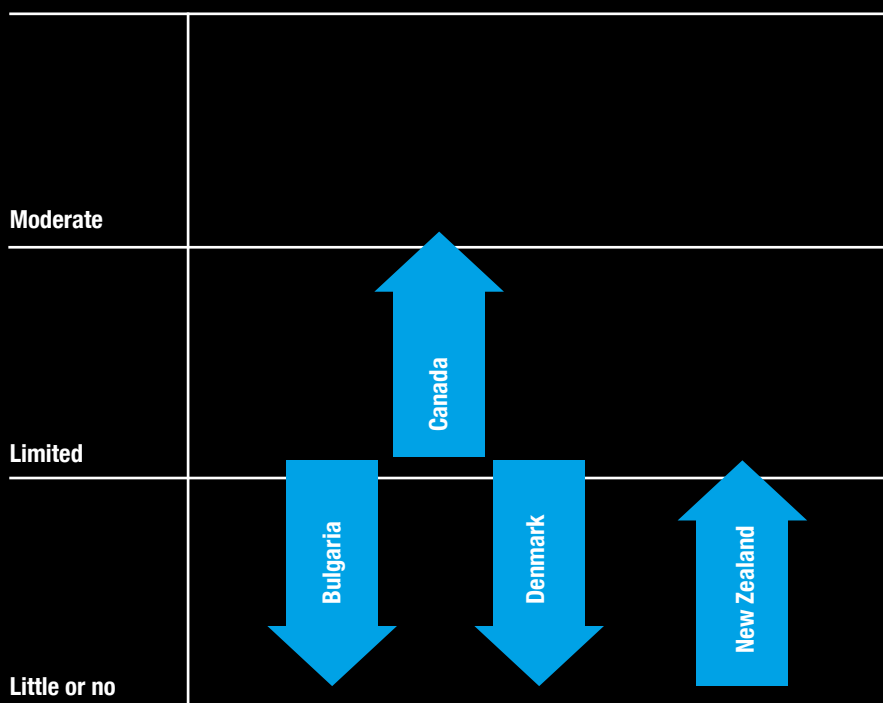 Moderate
Canada
Limited
Bulgaria
Denmark
New Zealand
Little or no